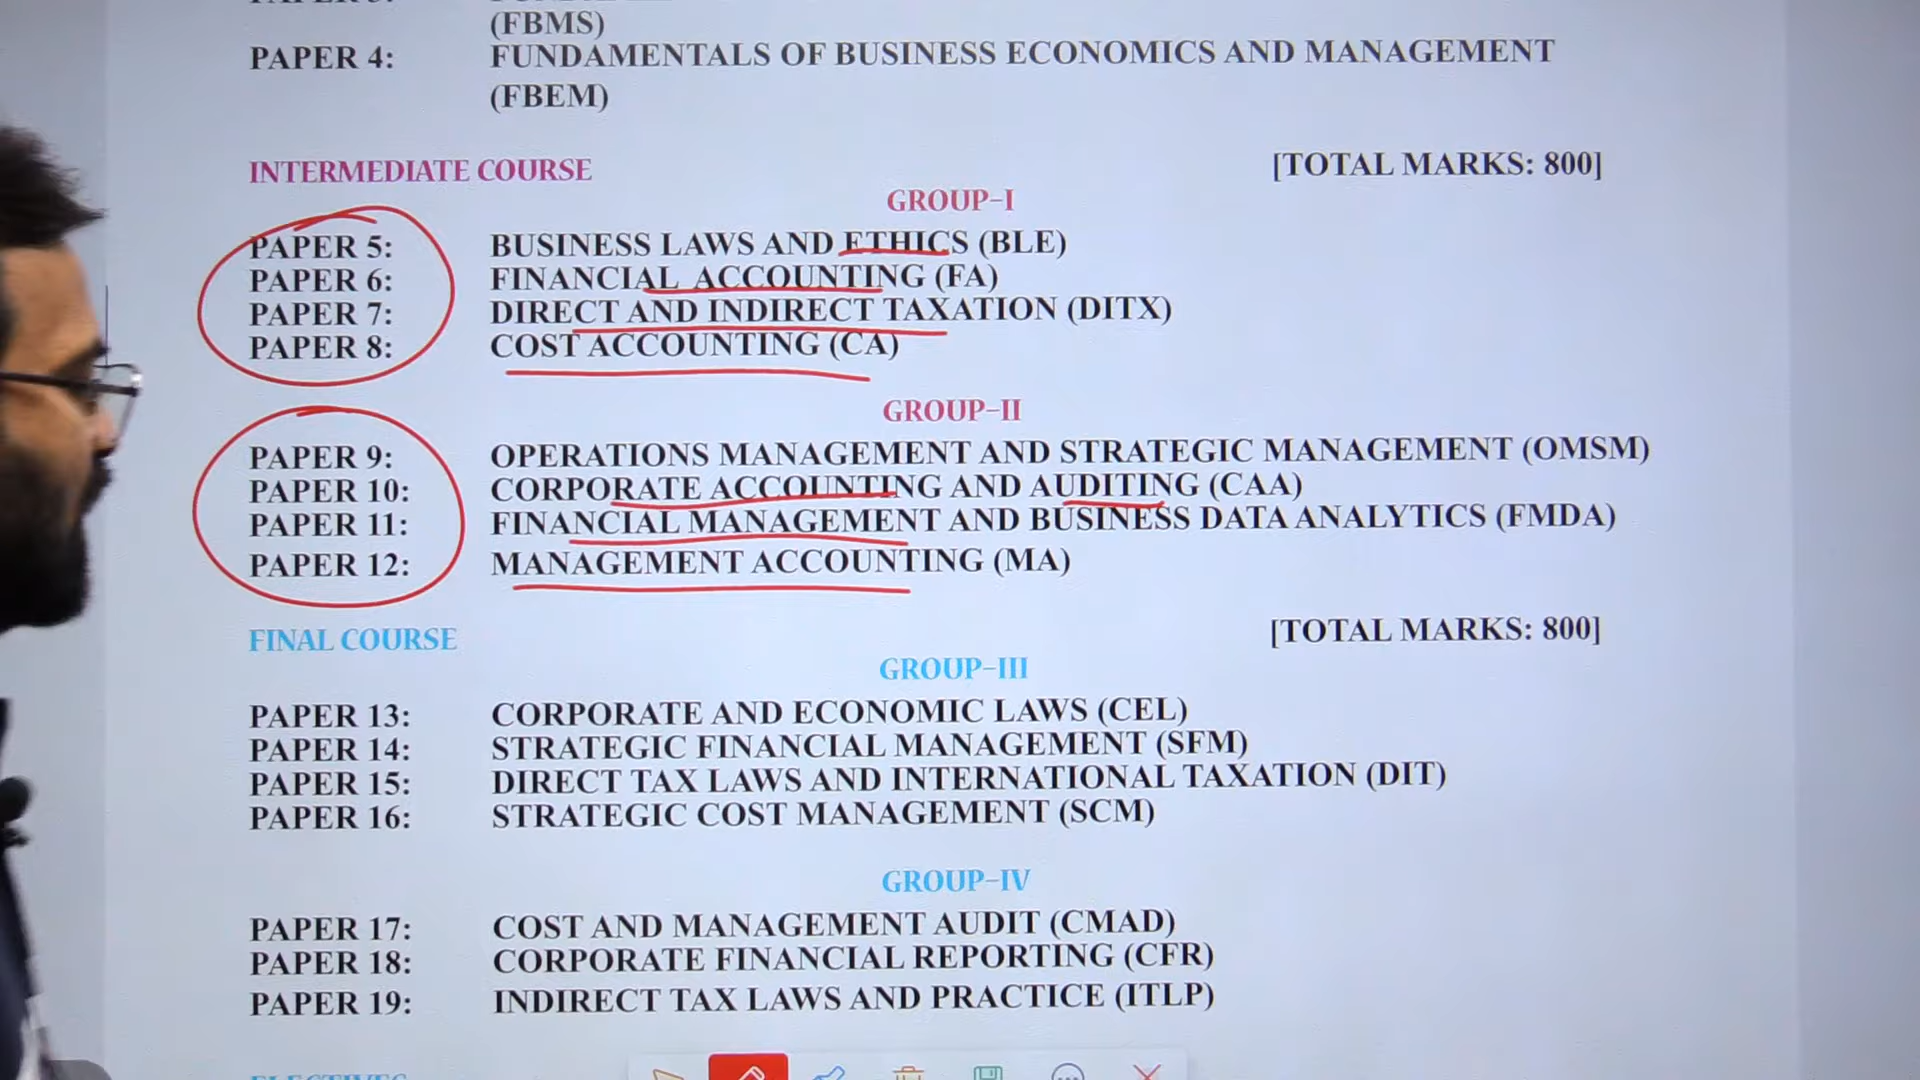 (FBMS)
PAPER 4: FUNDAMENTALS OF BUSINESS ECONOMICS AND MANAGEMENT
(FBEM)
INTERMEDIATE COURSE [TOTAL MARKS: 800]
GROUP-I
PAPER 5: BUSINESS LAWS AND ETHICS (BLE)
PAPER 6: FINANCIAL ACCOUNTING (FA)
PAPER 7: DIRECT AND INDIRECT TAXATION (DITX)
PAPER 8: COST ACCOUNTING (CA)
GROUP-II
PAPER 9: OPERATIONS MANAGEMENT AND STRATEGIC MANAGEMENT (OMSM)
PAPER 10: CORPORATE ACCOUNTING AND AUDITING (CAA)
PAPER 11: FINANCIAL MANAGEMENT AND BUSINESS DATA ANALYTICS (FMDA)
PAPER 12: MANAGEMENT ACCOUNTING (MA)
FINAL COURSE [TOTAL MARKS: 800]
GROUP-III
PAPER 13: CORPORATE AND ECONOMIC LAWS (CEL)
PAPER 14: STRATEGIC FINANCIAL MANAGEMENT (SFM)
PAPER 15: DIRECT TAX LAWS AND INTERNATIONAL TAXATION (DIT)
PAPER 16: STRATEGIC COST MANAGEMENT (SCM)
GROUP-IV
PAPER 17: COST AND MANAGEMENT AUDIT (CMAD)
PAPER 18: CORPORATE FINANCIAL REPORTING (CFR)
PAPER 19: INDIRECT TAX LAWS AND PRACTICE (ITLP)